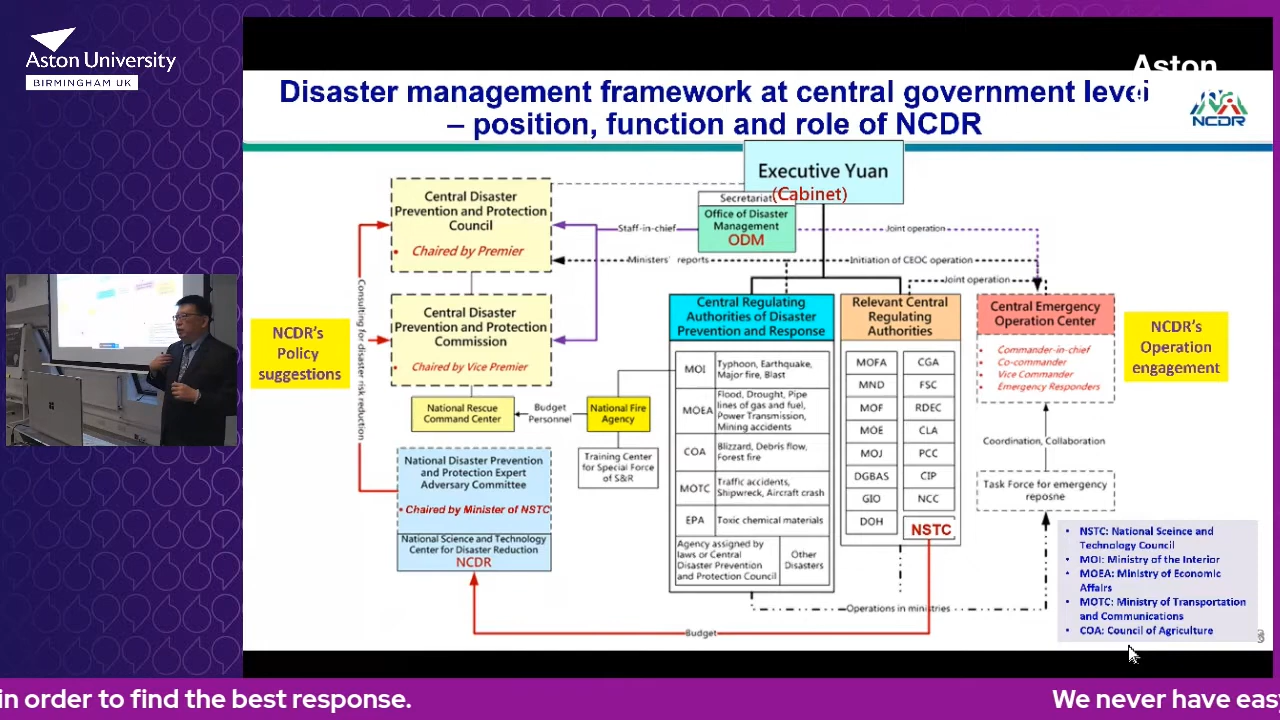 Aston University
BIRMINGHAM UK
Aston
Disaster management framework at central government level
– position, function and role of NCDR
NCDR
Executive Yuan
(Cabinet)
Secretariat
Office of Disaster
Management
ODM
Central Disaster
Prevention and Protection
Council
• Chaired by Premier
Staff-in-chief
Joint operation
Ministers' reports
Initiation of CEOC operation
Joint operation
Central Disaster
Prevention and Protection
Commission
• Chaired by Vice Premier
Consulting for disaster risk reduction
NCDR's
Policy
suggestions
National Rescue
Command Center
Budget
Personnel
National Fire
Agency
Training Center
for Special Force
of S&R
National Disaster Prevention
and Protection Expert
Adversary Committee
• Chaired by Minister of NSTC
National Science and Technology
Center for Disaster Reduction
NCDR
Central Regulating
Authorities of Disaster
Prevention and Response
MOI
Typhoon, Earthquake,
Major fire, Blast
MOEA
Flood, Drought, Pipe
lines of gas and fuel,
Power Transmission,
Mining accidents
COA
Blizzard, Debris flow,
Forest fire
MOTC
Traffic accidents,
Shipwreck, Aircraft crash
EPA
Toxic chemical materials
Agency assigned by
laws or Central
Disaster Prevention
and Protection Council
Other
Disasters
Relevant Central
Regulating
Authorities
MOFA
CGA
MND
FSC
MOF
RDEC
MOE
CLA
MOJ
PCC
DGBAS
CIP
GIO
NCC
DOH
NSTC
Central Emergency
Operation Center
• Commander-in-chief
• Co-commander
• Vice Commander
• Emergency Responders
NCDR's
Operation
engagement
Coordination, Collaboration
Task Force for emergency
reposne
Operations in ministries
Budget
• NSTC: National Sceince and
Technology Council
• MOI: Ministry of the Interior
• MOEA: Ministry of Economic
Affairs
• MOTC: Ministry of Transportation
and Communications
• COA: Council of Agriculture
in order to find the best response.
We never have easy